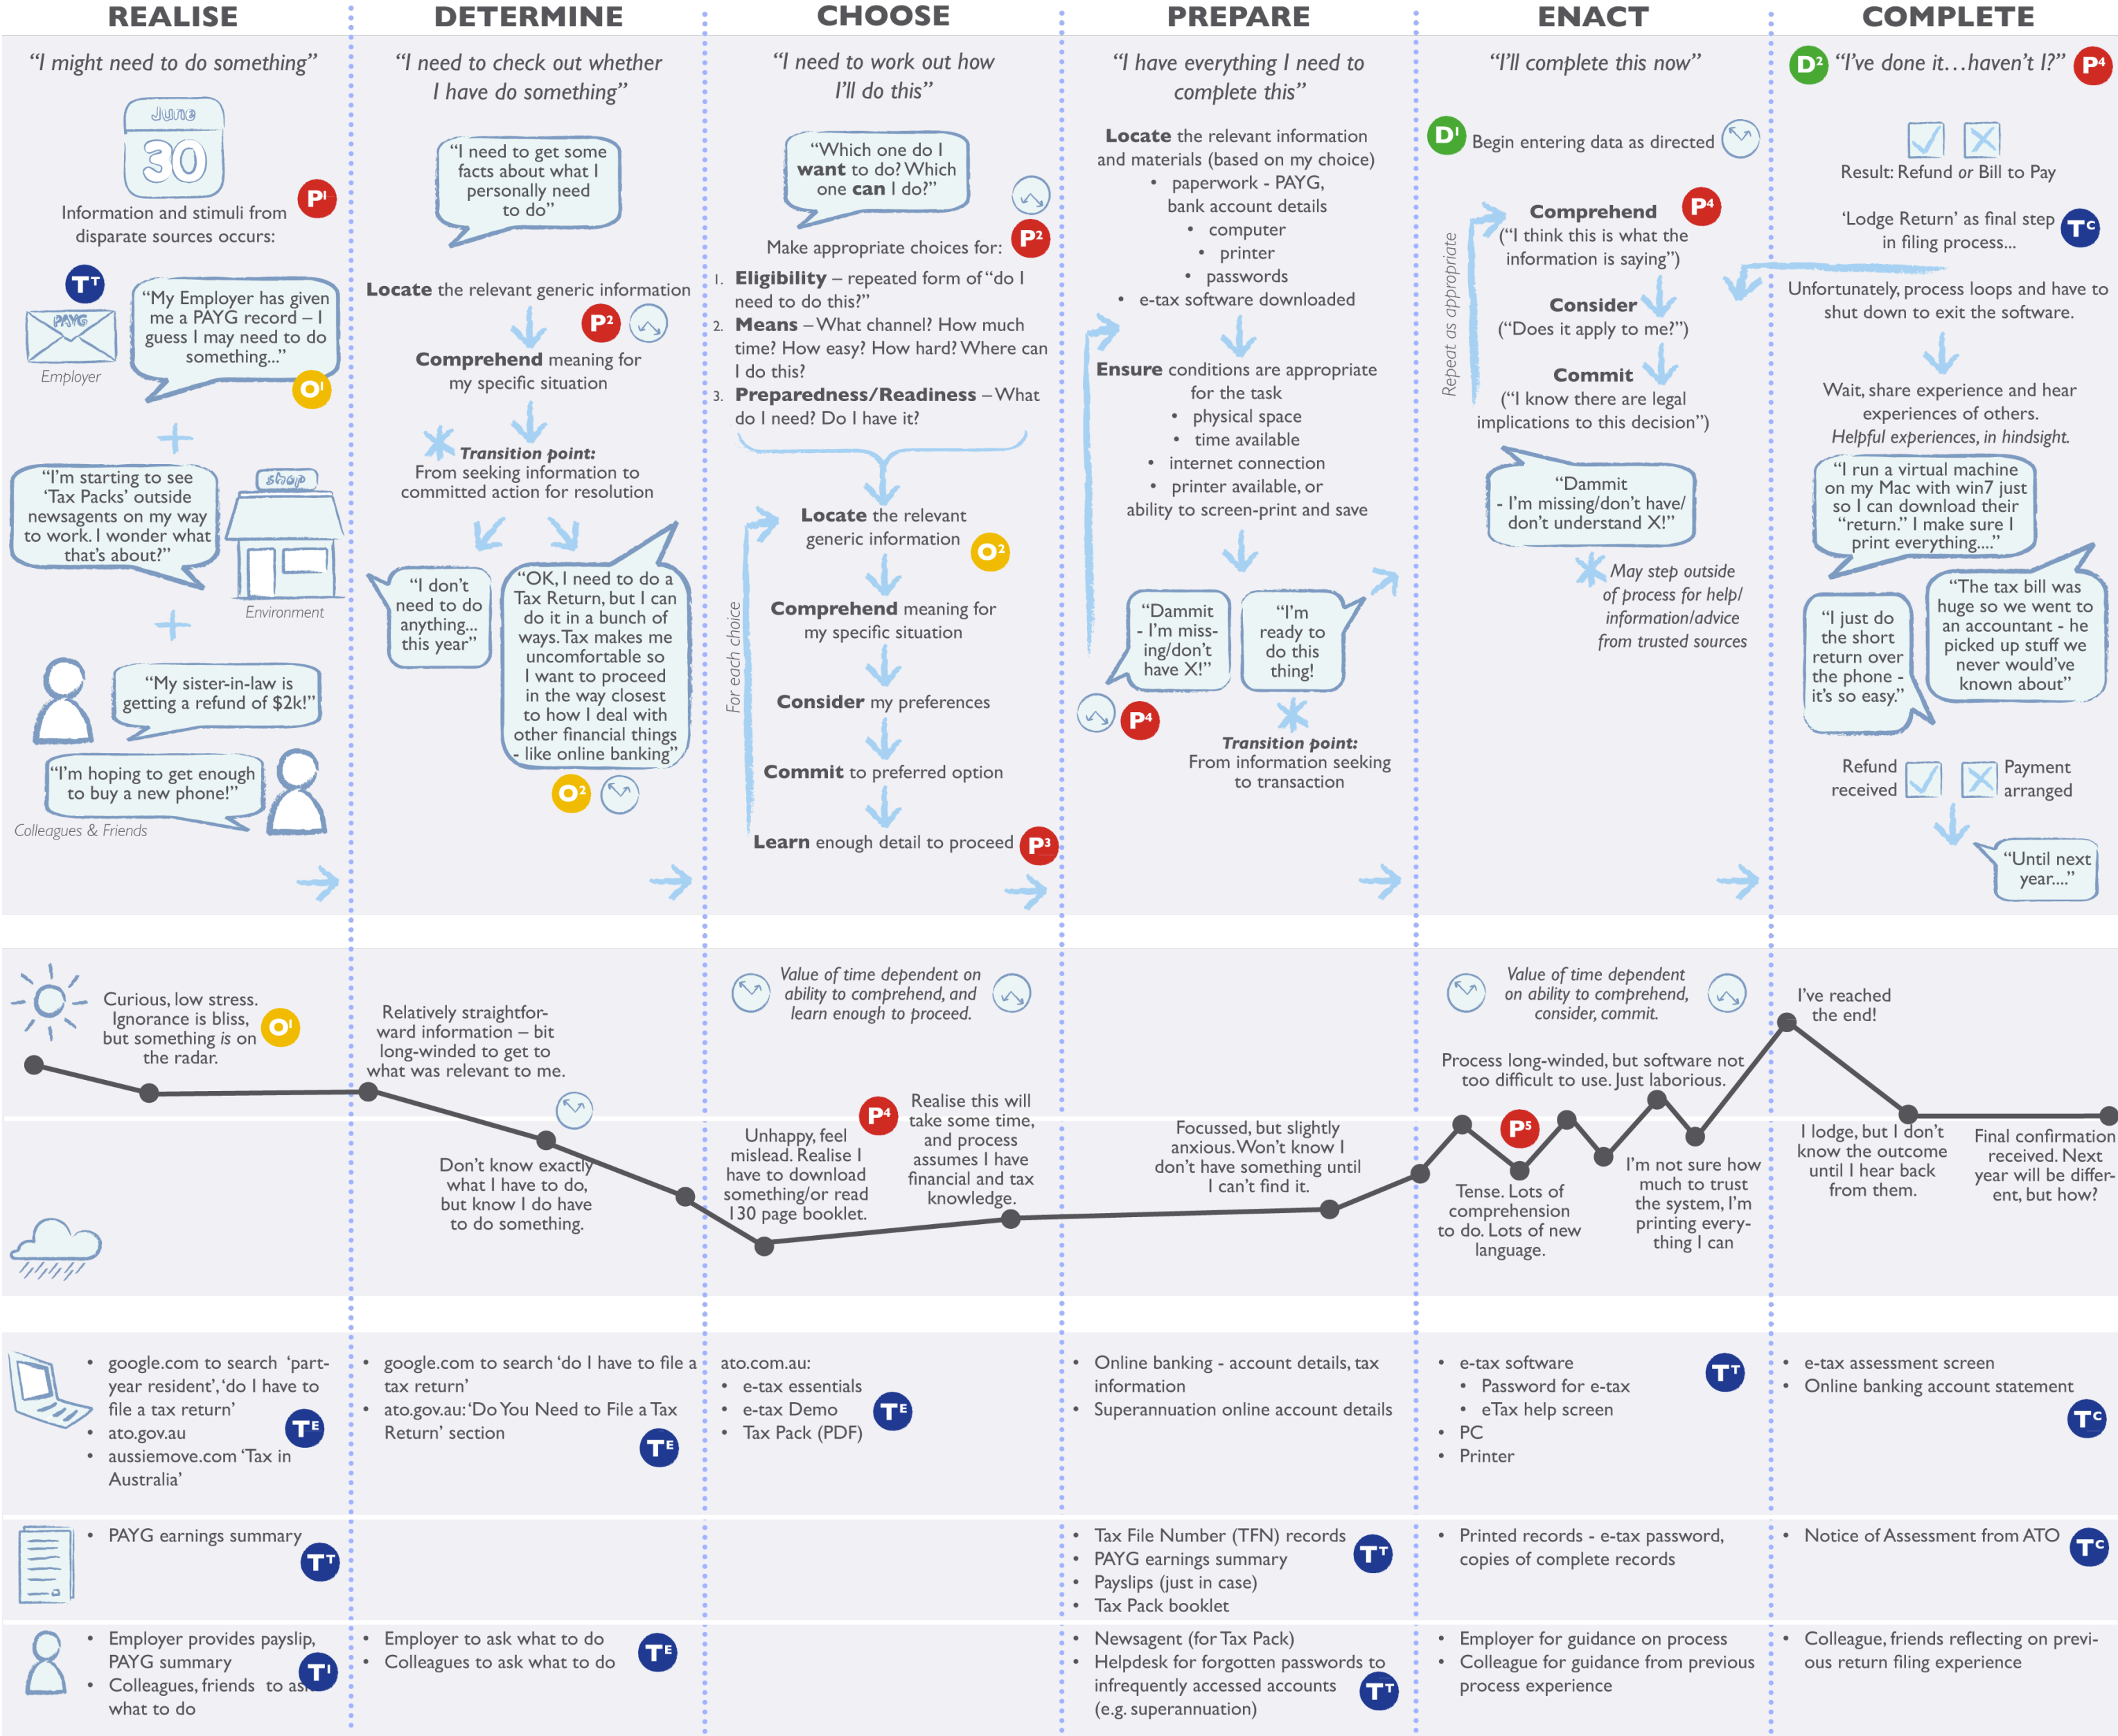 REALISE
DETERMINE
CHOOSE
PREPARE
ENACT
COMPLETE
“I might need to do something”
June
30
P1
Information and stimuli from
disparate sources occurs:
TT
PAYG
Employer
“My Employer has given
me a PAYG record – I
guess I may need to do
something...”
O1
“I'm starting to see
‘Tax Packs’ outside
newsagents on my way
to work. I wonder what
that's about?”
shop
Environment
“My sister-in-law is
getting a refund of $2k!”
“I'm hoping to get enough
to buy a new phone!”
Colleagues & Friends
“I need to check out whether
I have do something”
“I need to get some
facts about what I
personally need
to do”
Locate the relevant generic information
P2
Comprehend meaning for
my specific situation
Transition point:
From seeking information to
committed action for resolution
“I don't
need to do
anything...
this year”
“OK, I need to do a
Tax Return, but I can
do it in a bunch of
ways. Tax makes me
uncomfortable so
I want to proceed
in the way closest
to how I deal with
other financial things
- like online banking”
O2
“I need to work out how
I'll do this”
“Which one do I
want to do? Which
one can I do?”
P2
Make appropriate choices for:
1. Eligibility – repeated form of “do I
need to do this?”
2. Means – What channel? How much
time? How easy? How hard? Where can
I do this?
3. Preparedness/Readiness – What
do I need? Do I have it?
For each choice
Locate the relevant
generic information
O2
Comprehend meaning for
my specific situation
Consider my preferences
Commit to preferred option
Learn enough detail to proceed
P3
“I have everything I need to
complete this”
Locate the relevant information
and materials (based on my choice)
• paperwork - PAYG,
bank account details
• computer
• printer
• passwords
• e-tax software downloaded
Ensure conditions are appropriate
for the task
• physical space
• time available
• internet connection
• printer available, or
ability to screen-print and save
“Dammit
- I'm miss-
ing/don't
have X!”
“I'm
ready to
do this
thing!
P4
Transition point:
From information seeking
to transaction
“I'll complete this now”
D1
Begin entering data as directed
Repeat as appropriate
Comprehend
P4
(“I think this is what the
information is saying”)
Consider
(“Does it apply to me?”)
Commit
(“I know there are legal
implications to this decision”)
“Dammit
- I'm missing/don't have/
don't understand X!”
May step outside
of process for help/
information/advice
from trusted sources
D2
“I've done it…haven't I?”
P4
Result: Refund or Bill to Pay
‘Lodge Return’ as final step
in filing process...
TC
Unfortunately, process loops and have to
shut down to exit the software.
Wait, share experience and hear
experiences of others.
Helpful experiences, in hindsight.
“I run a virtual machine
on my Mac with win7 just
so I can download their
“return.” I make sure I
print everything....”
“I just do
the short
return over
the phone -
it's so easy.”
“The tax bill was
huge so we went to
an accountant - he
picked up stuff we
never would've
known about”
Refund
received
Payment
arranged
“Until next
year....”
Curious, low stress.
Ignorance is bliss,
but something is on
the radar.
O1
Relatively straightfor-
ward information – bit
long-winded to get to
what was relevant to me.
Don't know exactly
what I have to do,
but know I do have
to do something.
Value of time dependent on
ability to comprehend, and
learn enough to proceed.
Unhappy, feel
mislead. Realise I
have to download
something/or read
130 page booklet.
P4
Realise this will
take some time,
and process
assumes I have
financial and tax
knowledge.
Focussed, but slightly
anxious. Won't know I
don't have something until
I can't find it.
Value of time dependent
on ability to comprehend,
consider, commit.
Process long-winded, but software not
too difficult to use. Just laborious.
P5
Tense. Lots of
comprehension
to do. Lots of new
language.
I'm not sure how
much to trust
the system, I'm
printing every-
thing I can
I've reached
the end!
I lodge, but I don't
know the outcome
until I hear back
from them.
Final confirmation
received. Next
year will be differ-
ent, but how?
• google.com to search ‘part-
year resident’, ‘do I have to
file a tax return’
• ato.gov.au
• aussiemove.com ‘Tax in
Australia’
TE
• google.com to search ‘do I have to file a
tax return’
• ato.gov.au: ‘Do You Need to File a Tax
Return’ section
TE
ato.com.au:
• e-tax essentials
• e-tax Demo
• Tax Pack (PDF)
TE
• Online banking - account details, tax
information
• Superannuation online account details
• e-tax software
• Password for e-tax
• eTax help screen
• PC
• Printer
TT
• e-tax assessment screen
• Online banking account statement
TC
• PAYG earnings summary
TT
• Tax File Number (TFN) records
• PAYG earnings summary
• Payslips (just in case)
• Tax Pack booklet
TT
• Printed records - e-tax password,
copies of complete records
• Notice of Assessment from ATO
TC
• Employer provides payslip,
PAYG summary
• Colleagues, friends to ask
what to do
TI
• Employer to ask what to do
• Colleagues to ask what to do
TE
• Newsagent (for Tax Pack)
• Helpdesk for forgotten passwords to
infrequently accessed accounts
(e.g. superannuation)
TT
• Employer for guidance on process
• Colleague for guidance from previous
process experience
• Colleague, friends reflecting on previ-
ous return filing experience